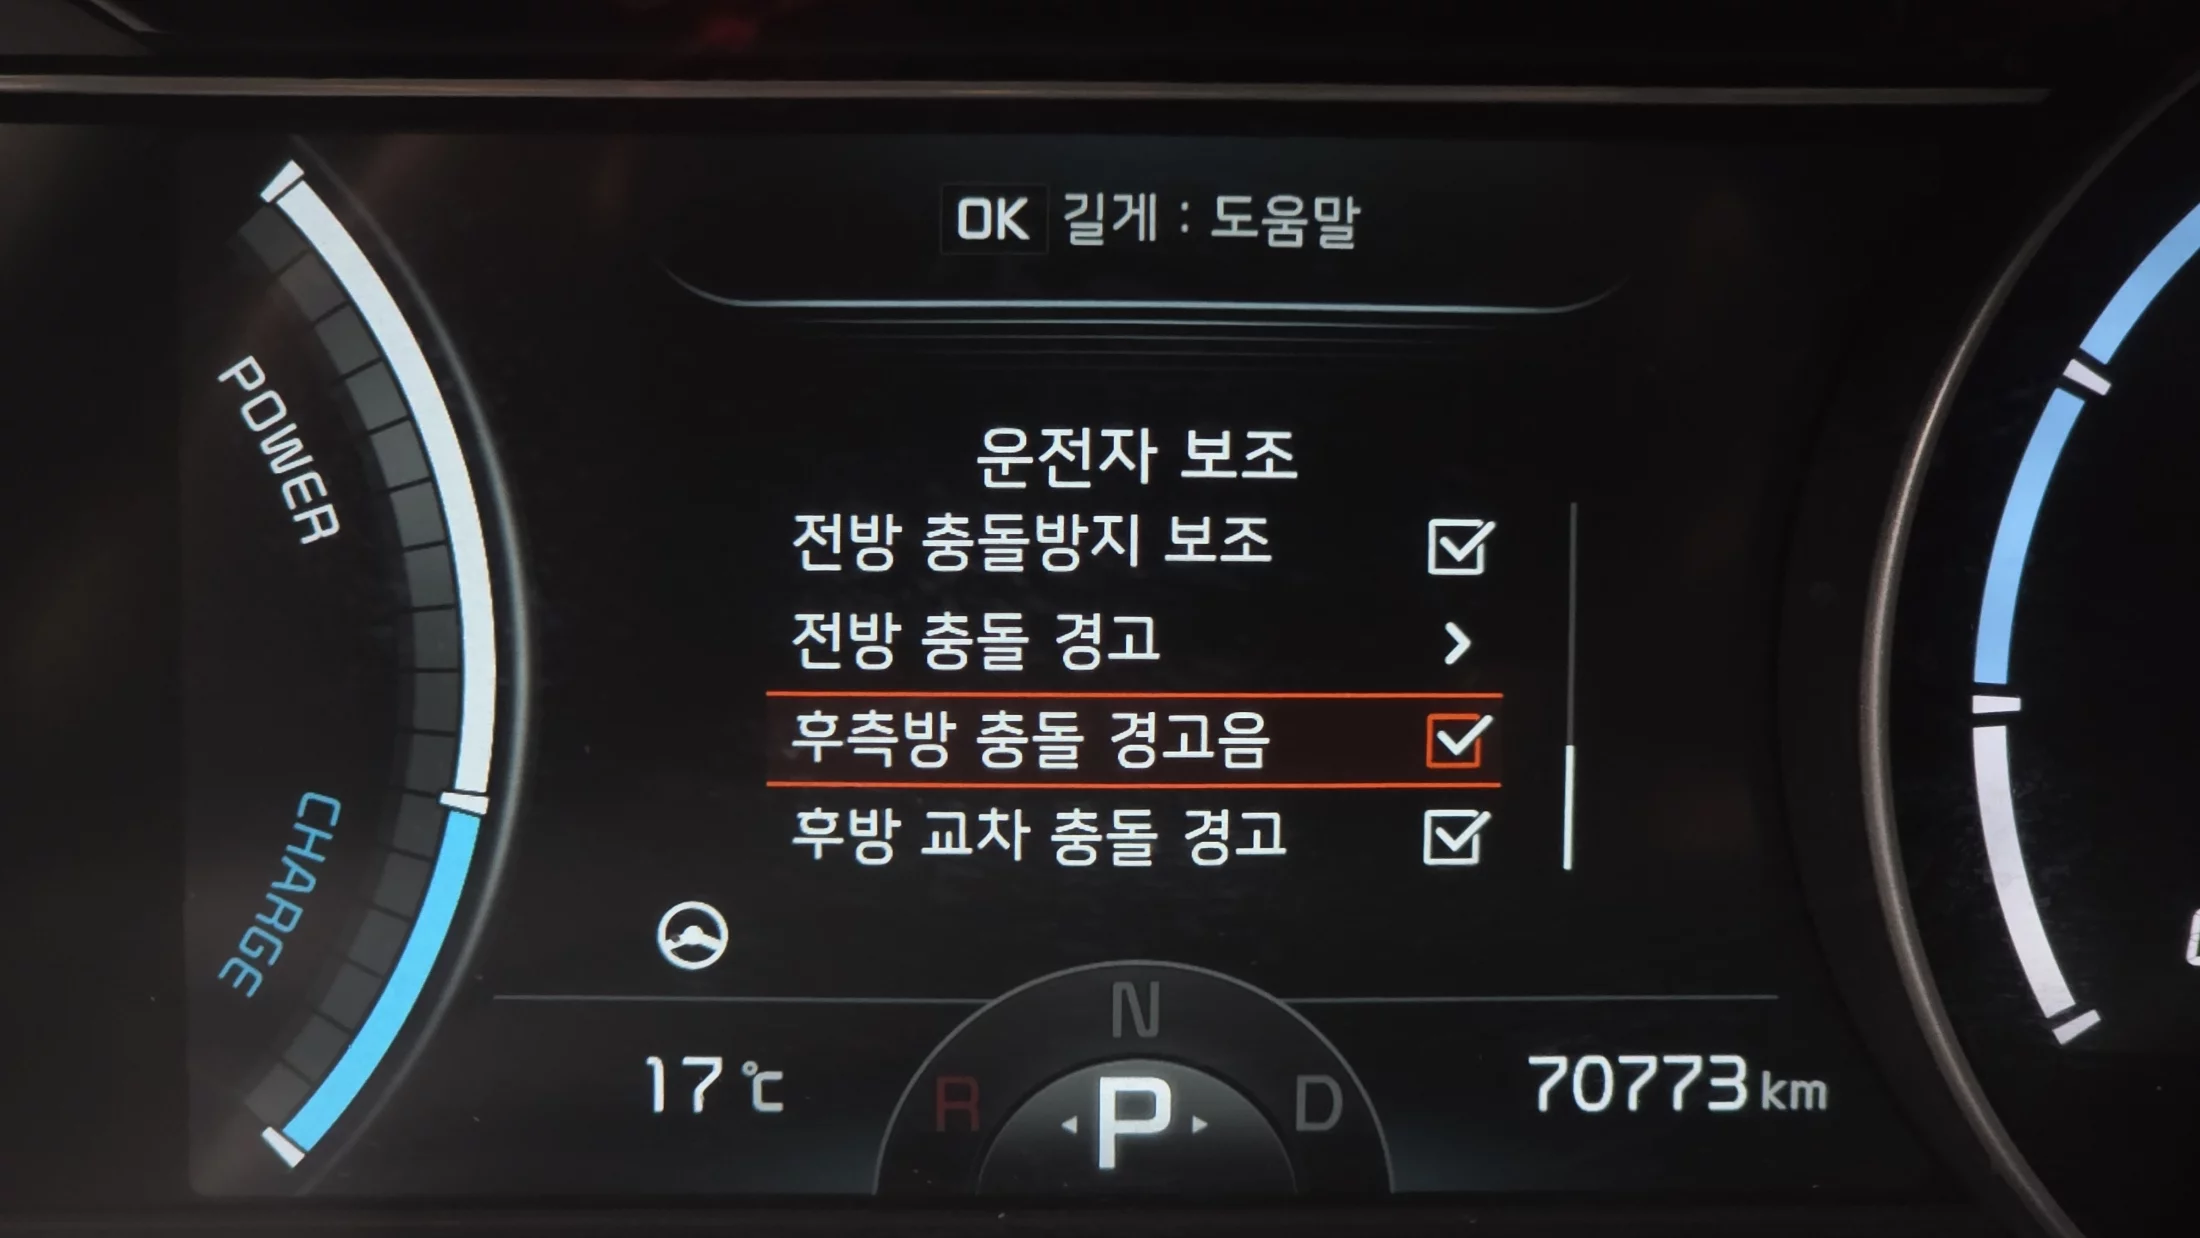 OK 길게 : 도움말
운전자 보조
전방 충돌방지 보조
전방 충돌 경고
후측방 충돌 경고음
후방 교차 충돌 경고
POWER
CHARGE
N
R P D
17 ℃
70773 km